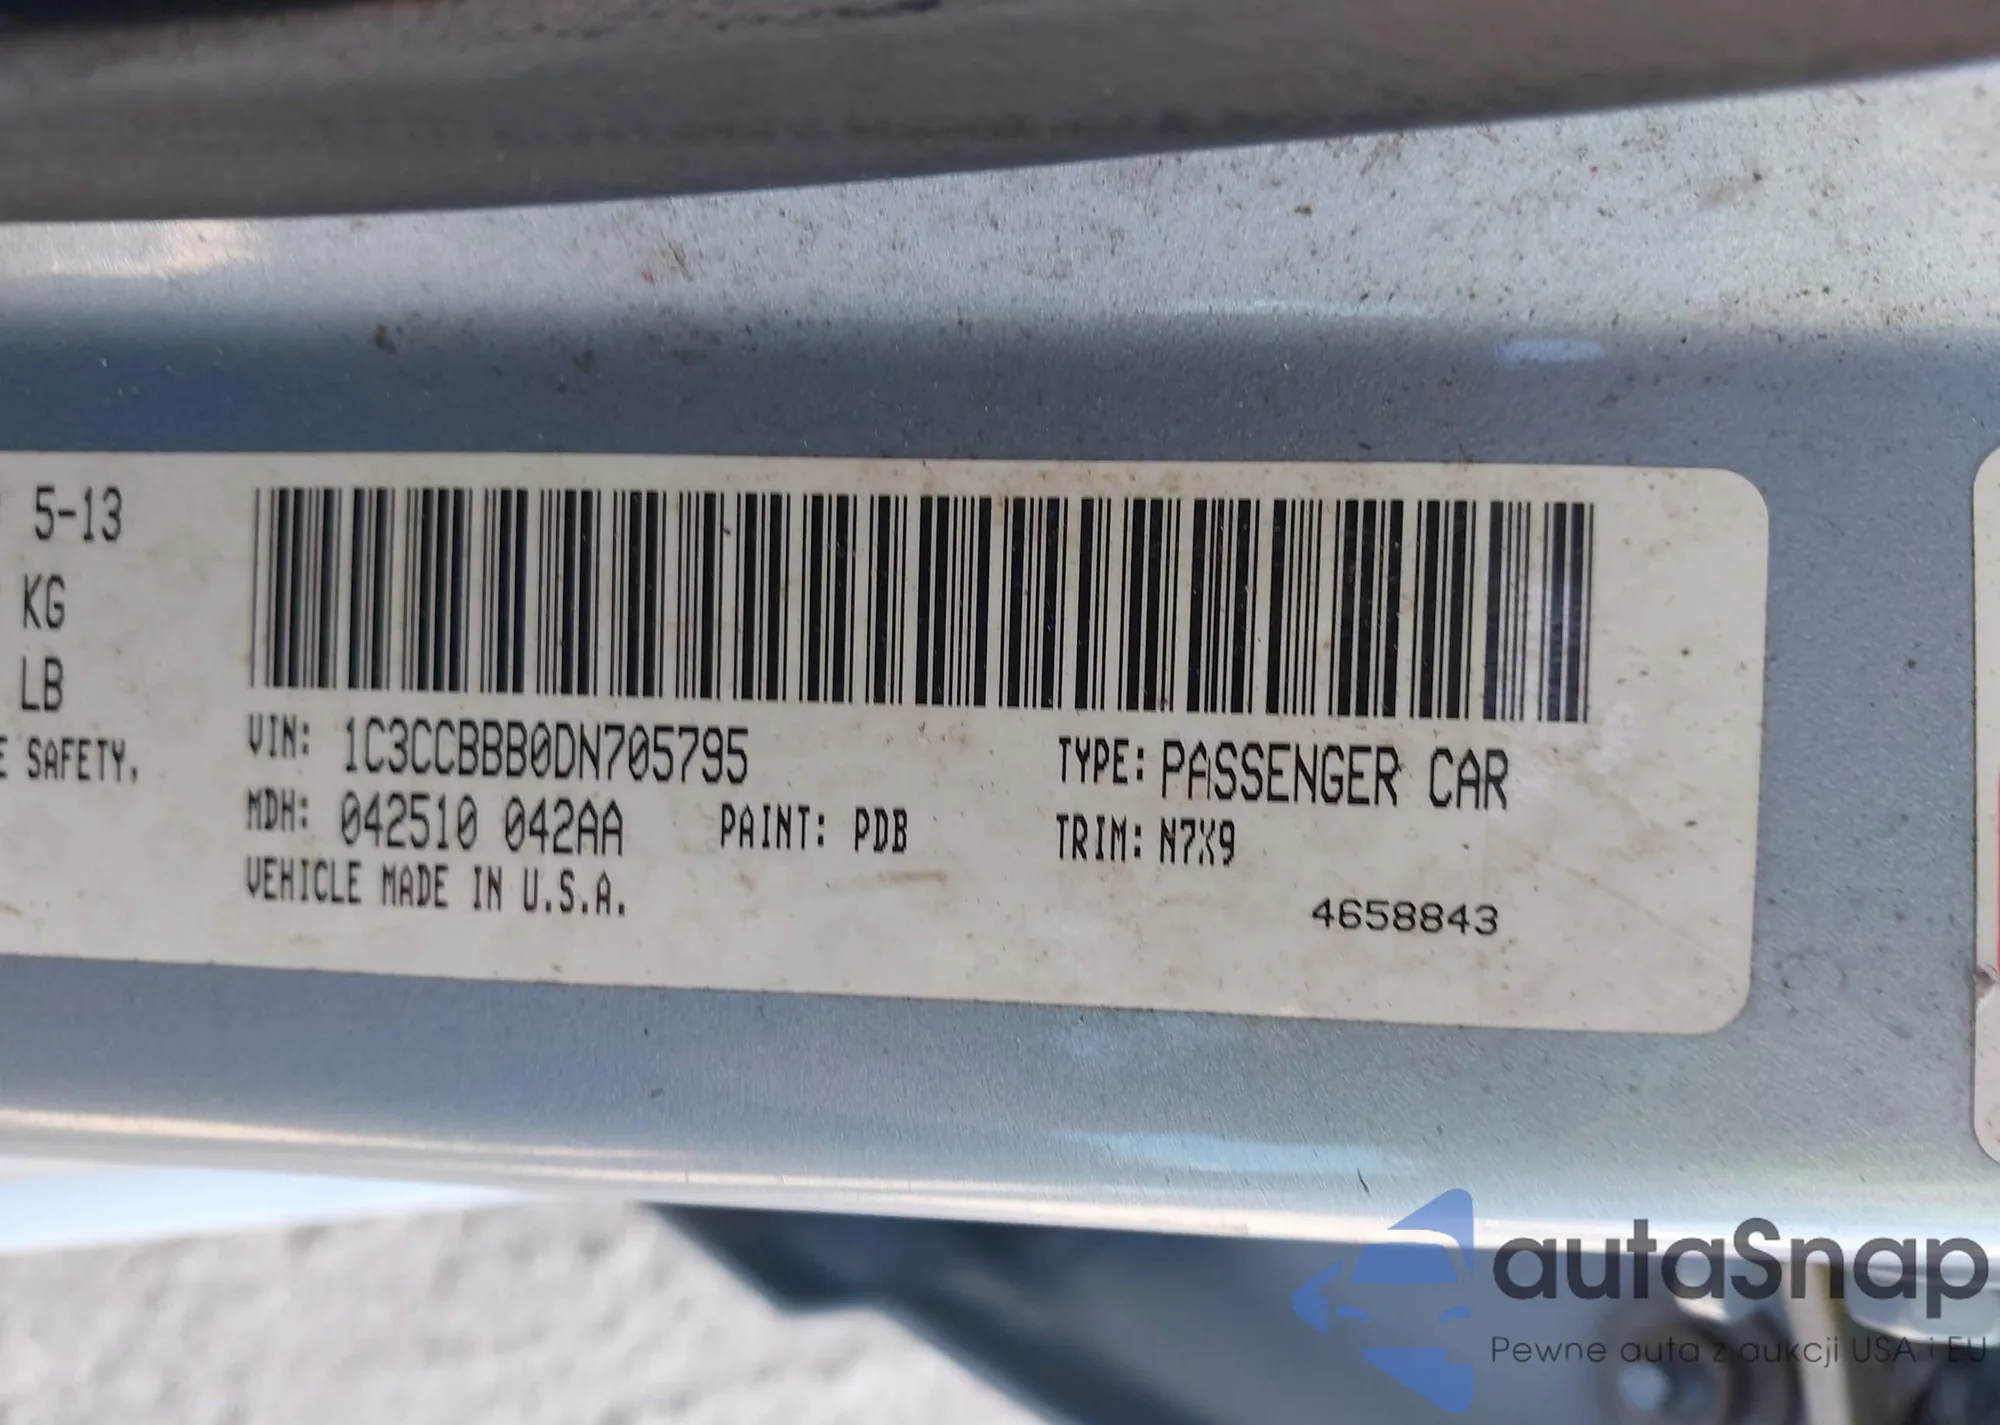 5-13
KG
LB
SAFETY,
VIN: 1C3CCBBB0DN705795
TYPE: PASSENGER CAR
MDH: 042510 042AA
PAINT: PDB
TRIM: N7X9
VEHICLE MADE IN U.S.A.
4658843
autaSnap
Pewne auta z aukcji USA i EU